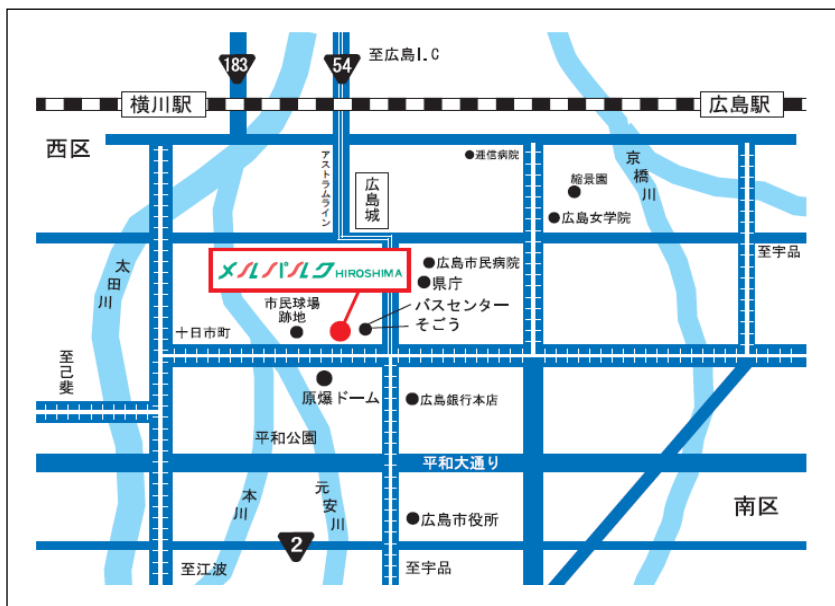 183
54
至広島I.C
横川駅
広島駅
西区
アストラムライン
広島城
逓信病院
縮景園
京橋川
広島女学院
太田川
メルパルク HIROSHIMA
広島市民病院
県庁
至宇品
市民球場
跡地
バスセンター
そごう
十日市町
至己斐
原爆ドーム
広島銀行本店
平和公園
平和大通り
本川
元安川
広島市役所
南区
2
至江波
至宇品